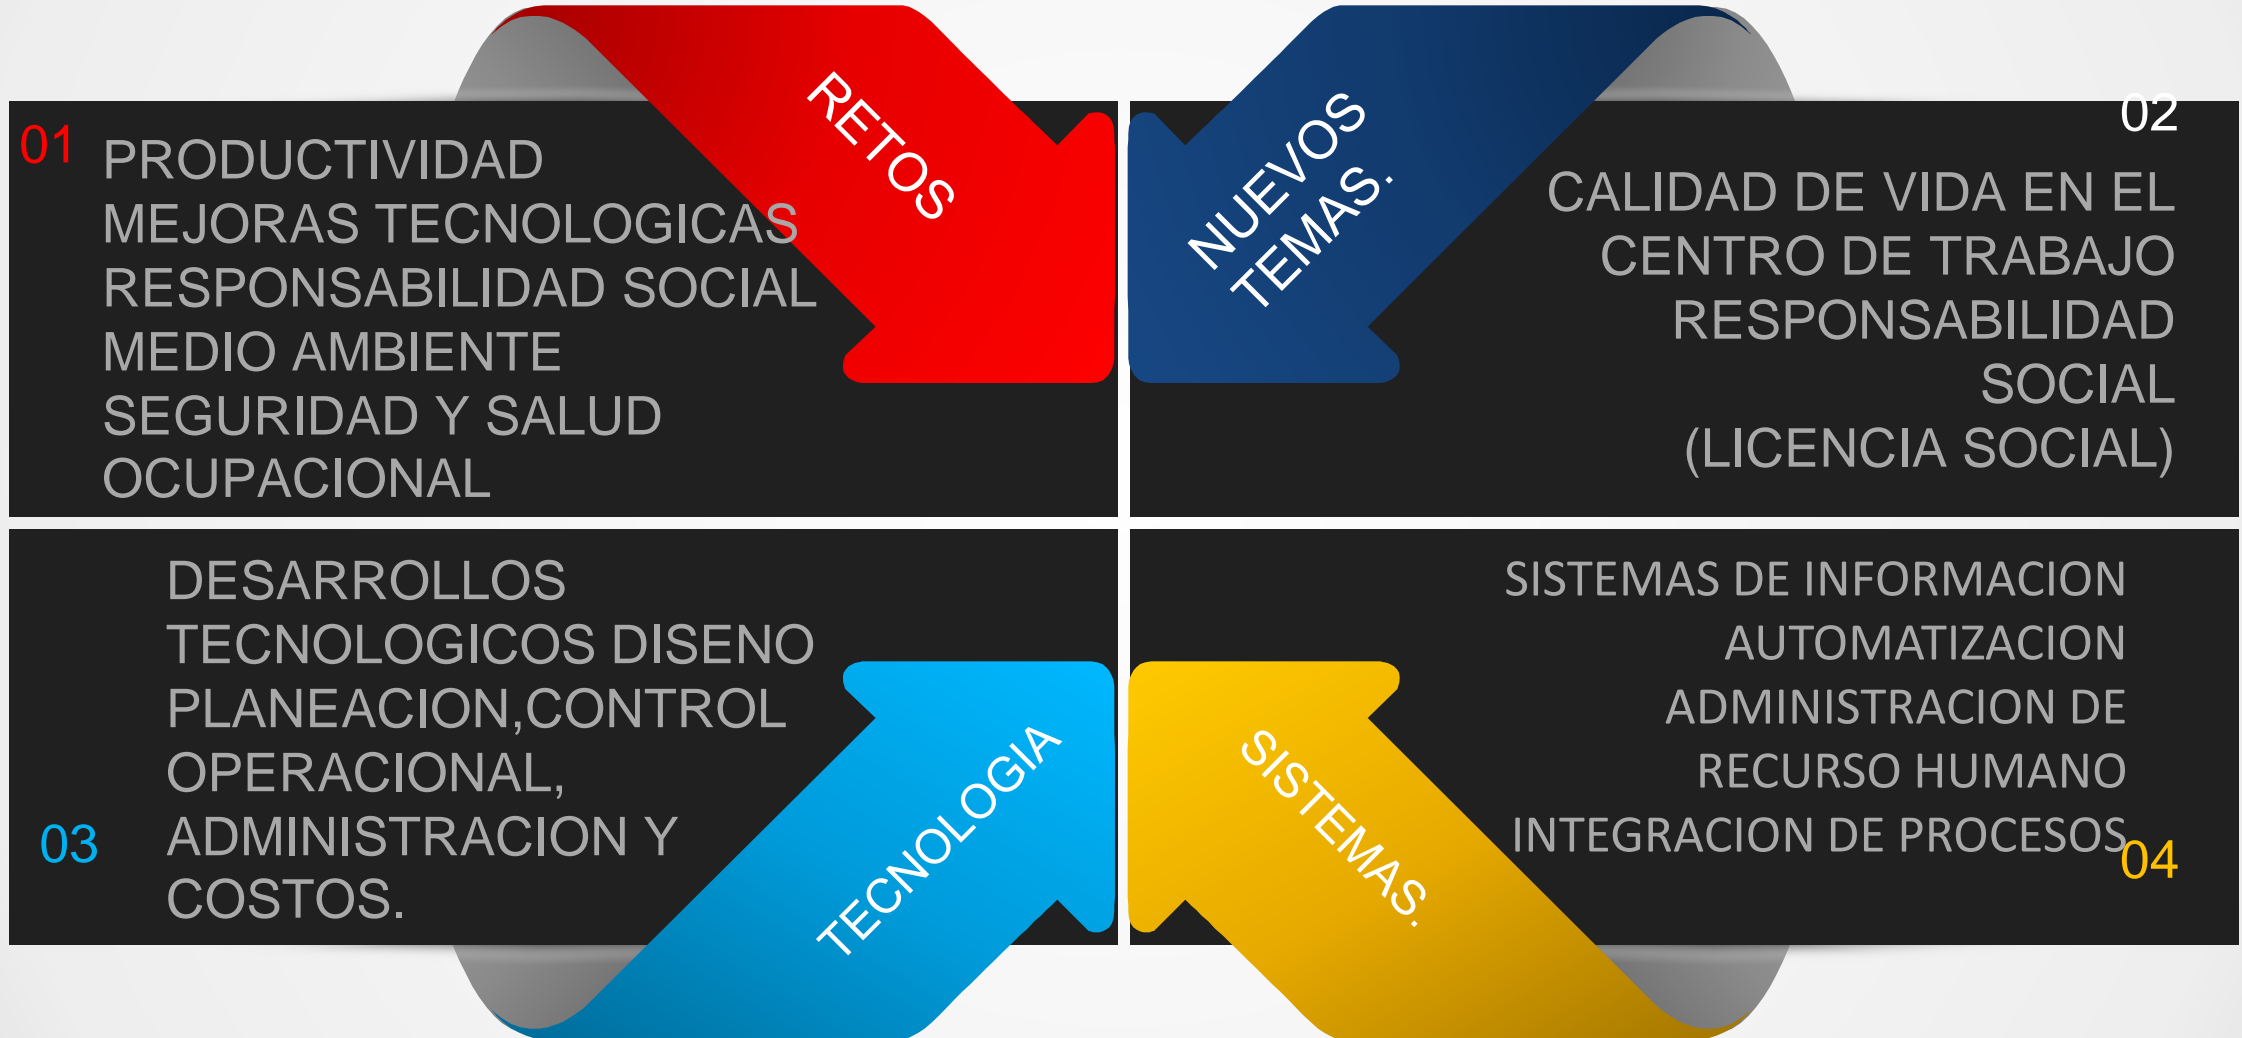 01
PRODUCTIVIDAD
MEJORAS TECNOLOGICAS
RESPONSABILIDAD SOCIAL
MEDIO AMBIENTE
SEGURIDAD Y SALUD
OCUPACIONAL
RETOS
NUEVOS
TEMAS.
02
CALIDAD DE VIDA EN EL
CENTRO DE TRABAJO
RESPONSABILIDAD
SOCIAL
(LICENCIA SOCIAL)
03
DESARROLLOS
TECNOLOGICOS DISENO
PLANEACION,CONTROL
OPERACIONAL,
ADMINISTRACION Y
COSTOS.
TECNOLOGIA
SISTEMAS.
SISTEMAS DE INFORMACION
AUTOMATIZACION
ADMINISTRACION DE
RECURSO HUMANO
INTEGRACION DE PROCESOS
04